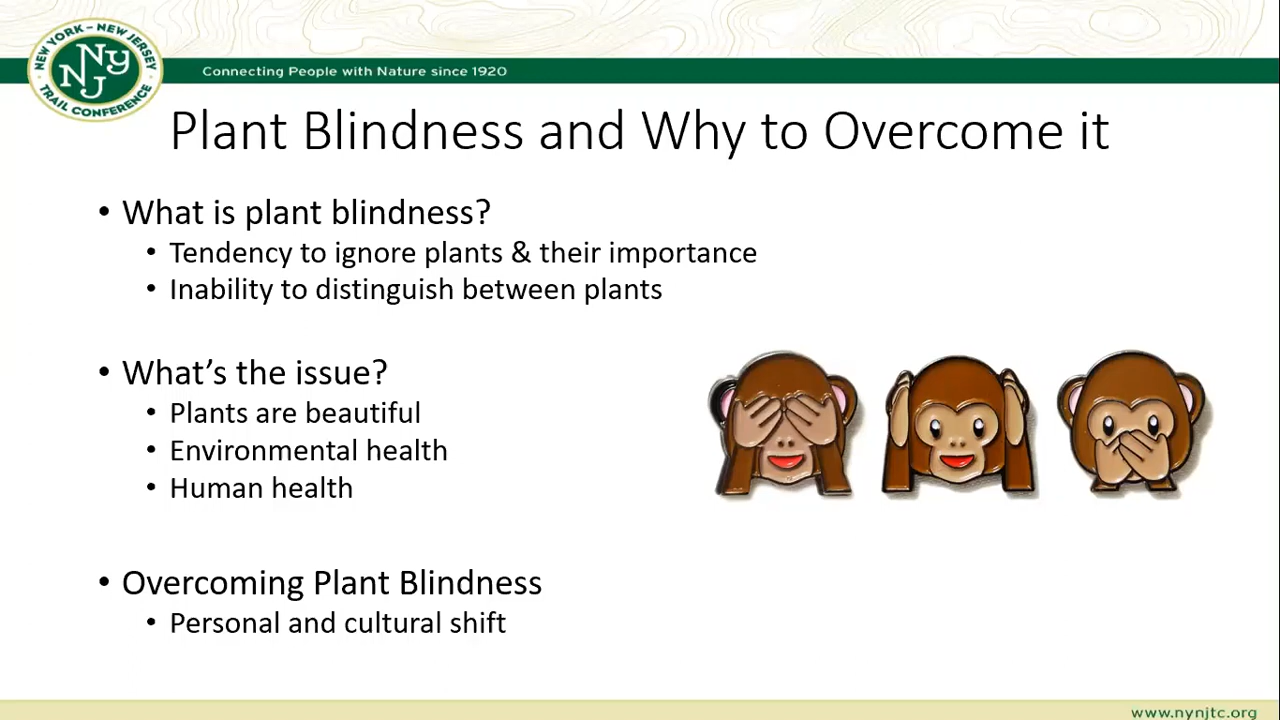 NEW YORK – NEW JERSEY
NY
NJ
TRAIL CONFERENCE
Connecting People with Nature since 1920
Plant Blindness and Why to Overcome it
• What is plant blindness?
• Tendency to ignore plants & their importance
• Inability to distinguish between plants
• What’s the issue?
• Plants are beautiful
• Environmental health
• Human health
• Overcoming Plant Blindness
• Personal and cultural shift
www.nynjtc.org